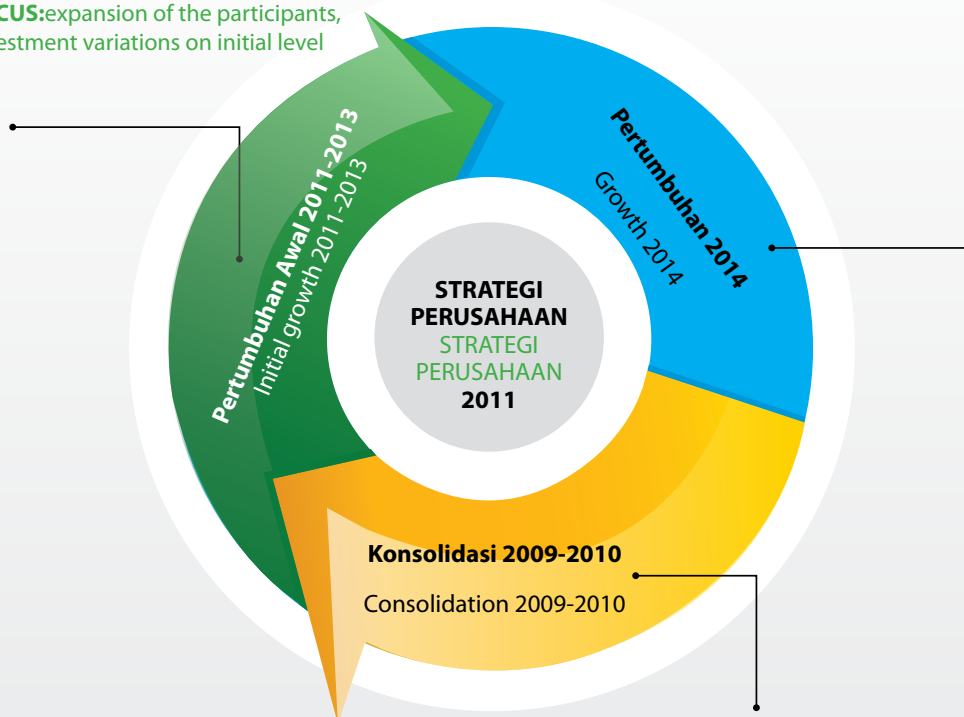 CUS:expansion of the participants,
estment variations on initial level
Pertumbuhan Awal 2011-2013
Initial growth 2011-2013
Pertumbuhan 2014
Growth 2014
STRATEGI
PERUSAHAAN
STRATEGI
PERUSAHAAN
2011
Konsolidasi 2009-2010
Consolidation 2009-2010